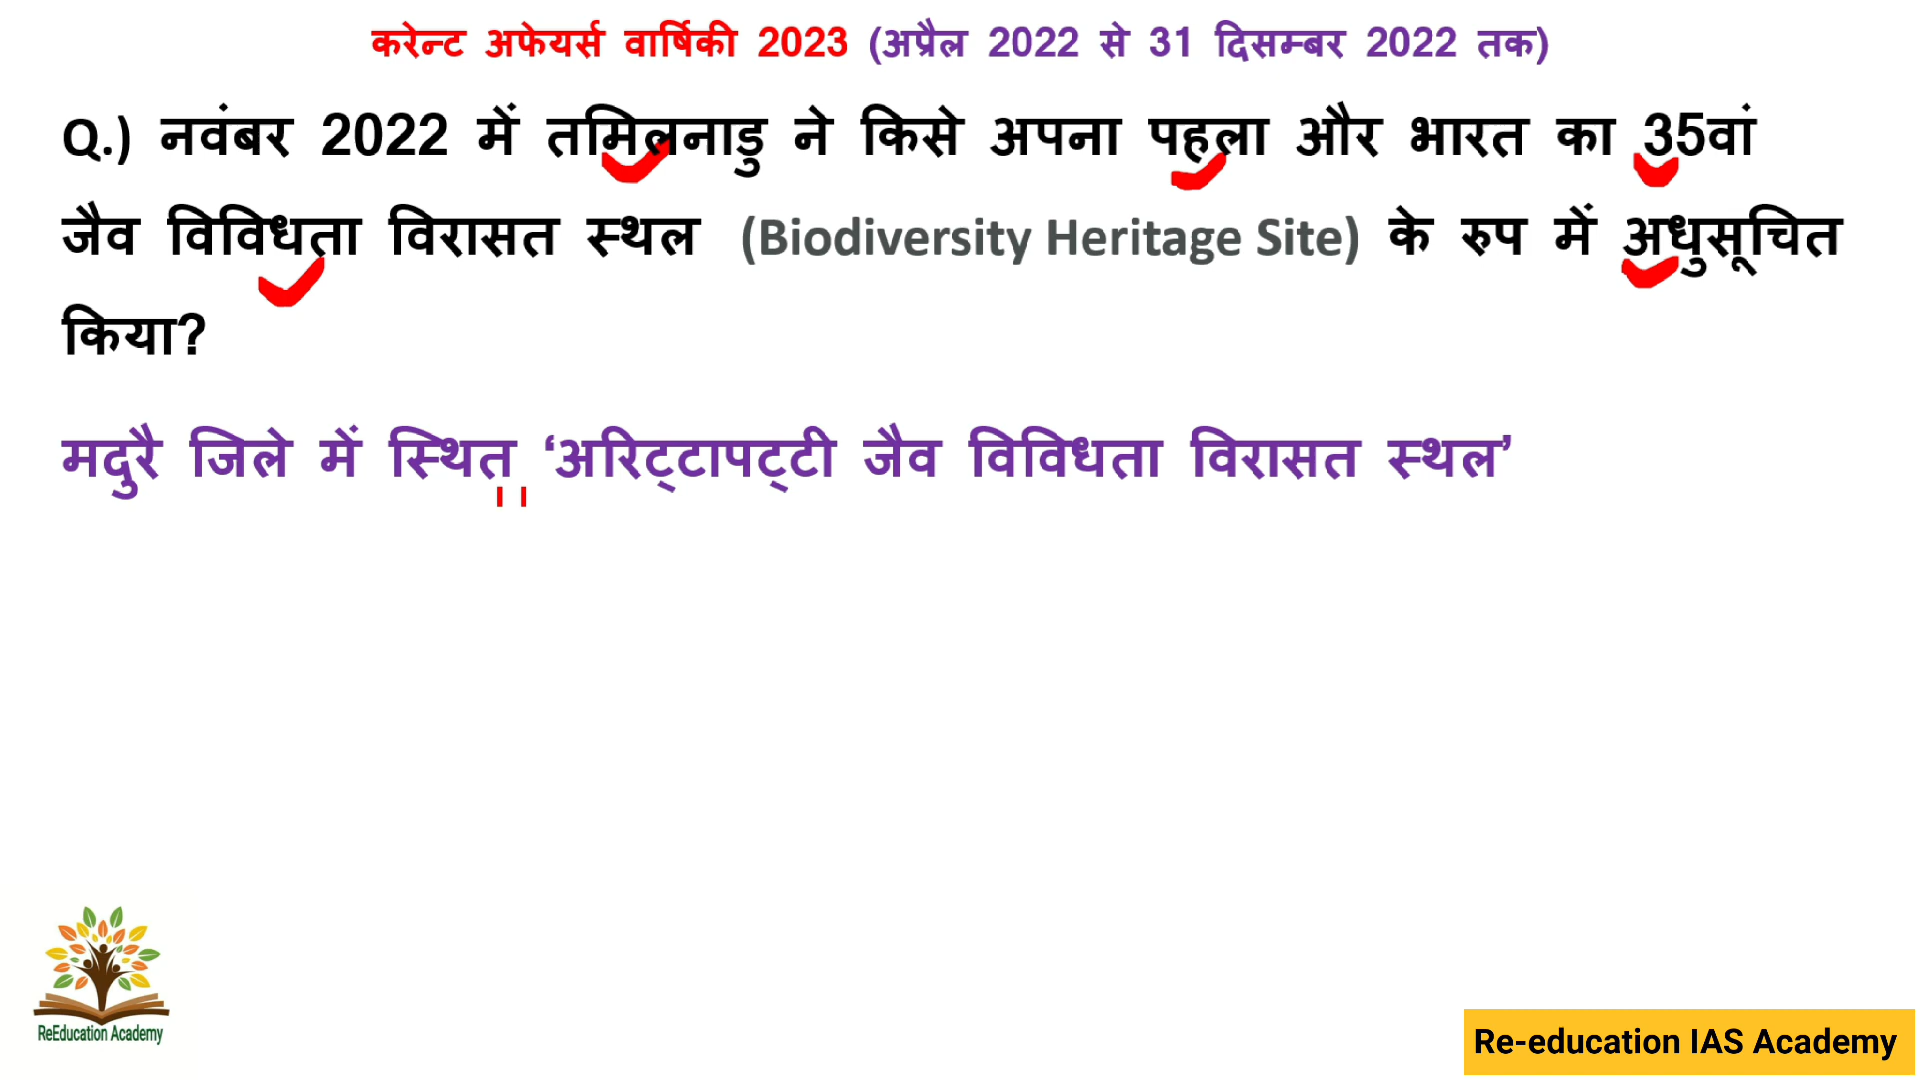 करेन्ट अफेयर्स वार्षिकी 2023 (अप्रैल 2022 से 31 दिसम्बर 2022 तक)
Q.) नवंबर 2022 में तमिलनाडु ने किसे अपना पहला और भारत का 35वां
जैव विविधता विरासत स्थल (Biodiversity Heritage Site) के रुप में अधुसूचित
किया?
मदुरै जिले में स्थित ‘अरिट्टापट्टी जैव विविधता विरासत स्थल’
ReEducation Academy
Re-education IAS Academy